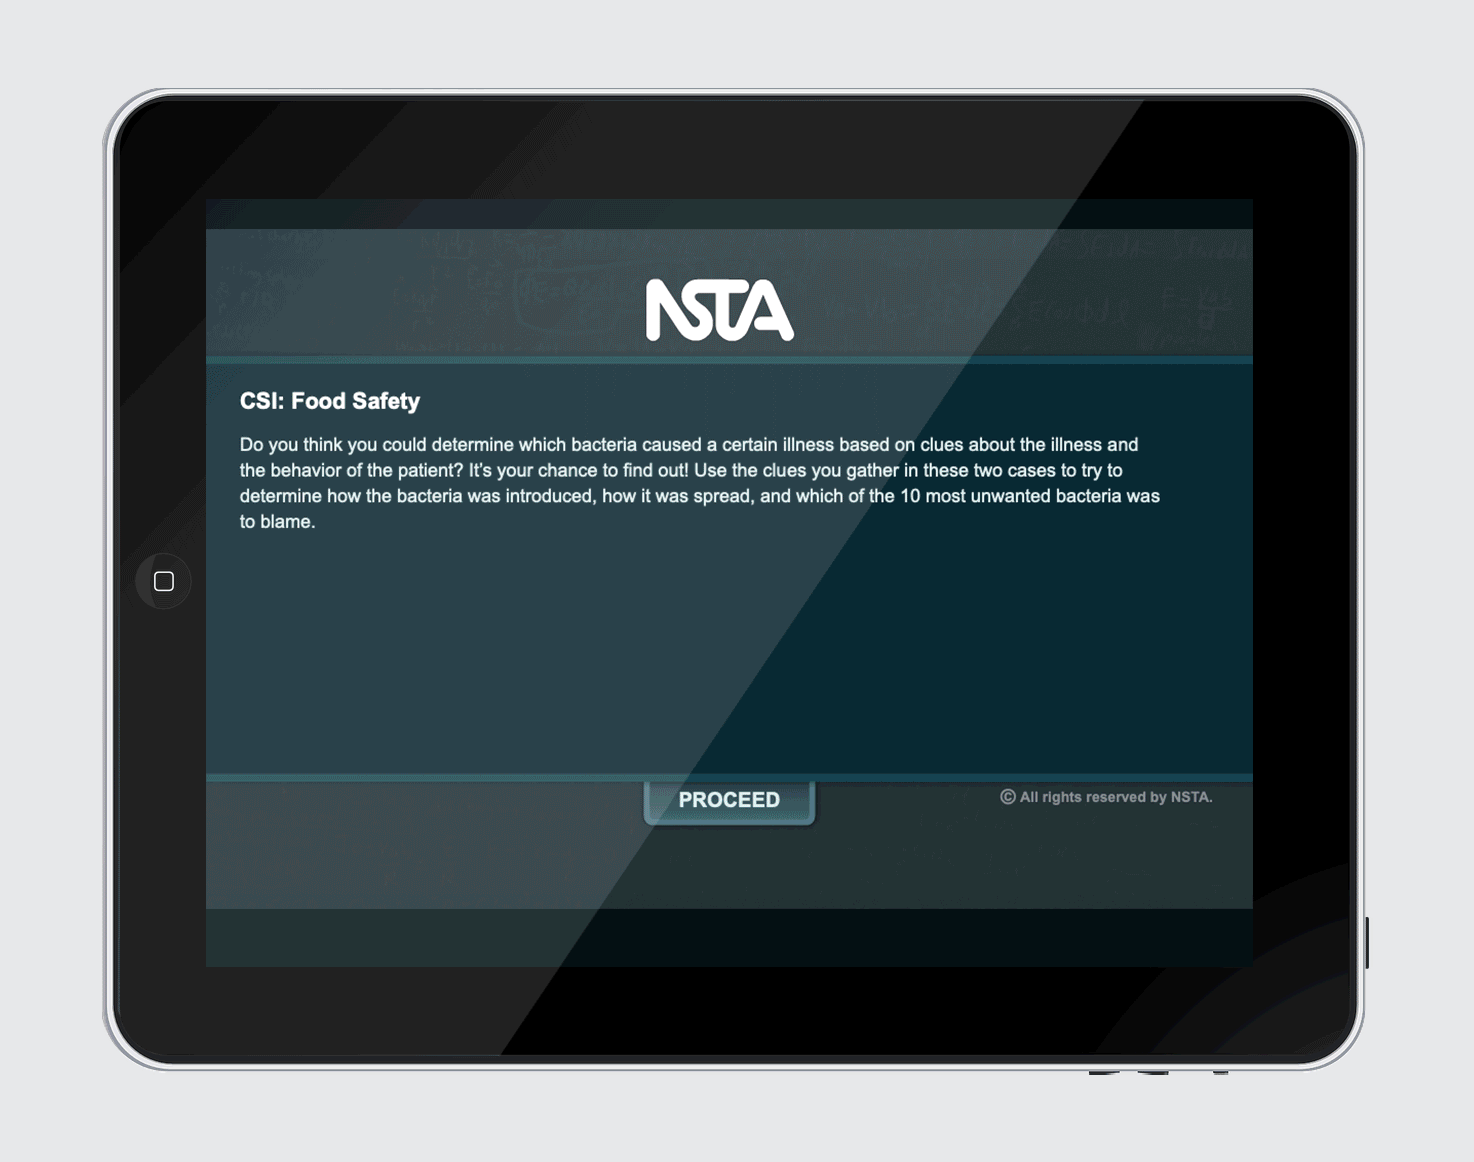 NSTA
CSI: Food Safety
Do you think you could determine which bacteria caused a certain illness based on clues about the illness and
the behavior of the patient? It's your chance to find out! Use the clues you gather in these two cases to try to
determine how the bacteria was introduced, how it was spread, and which of the 10 most unwanted bacteria was
to blame.
PROCEED
© All rights reserved by NSTA.